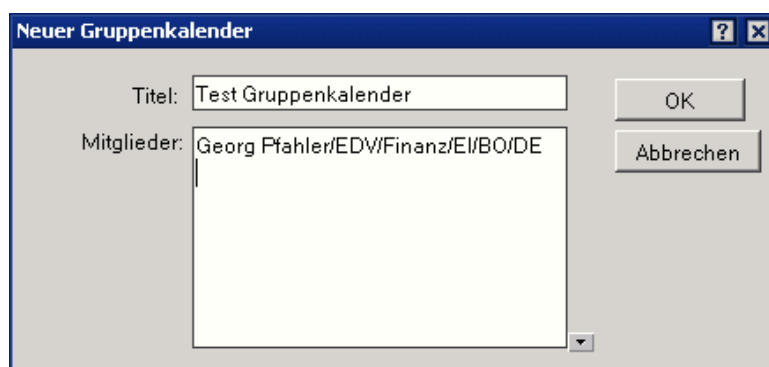 Neuer Gruppenkalender
Titel: Test Gruppenkalender
OK
Mitglieder: Georg Pfahler/EDV/Finanz/EI/BO/DE
Abbrechen